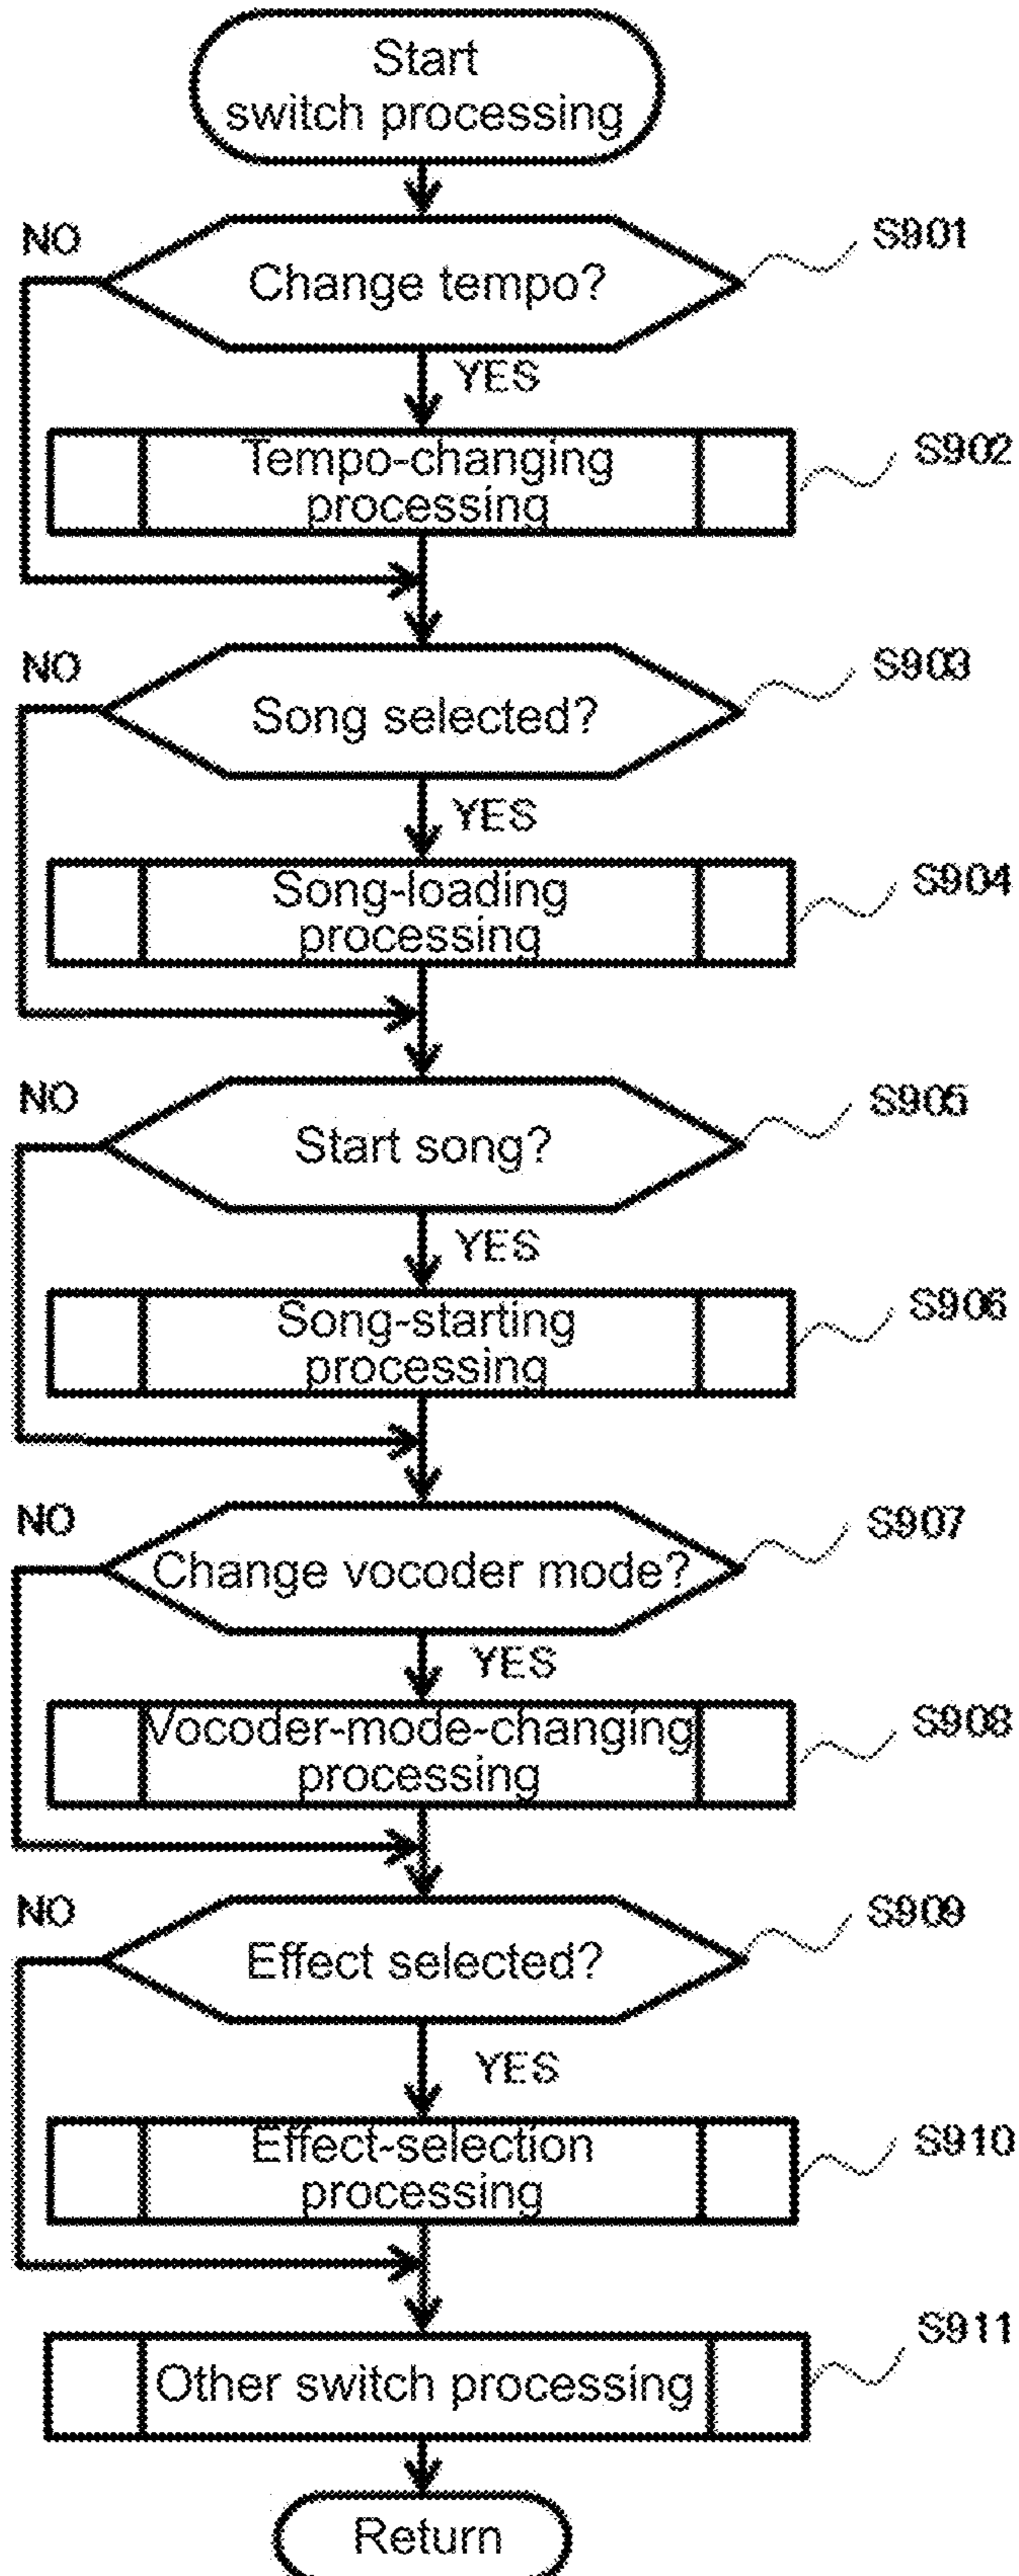 Start
switch processing
NO
S901
Change tempo?
YES
Tempo-changing
processing
S902
NO
S903
Song selected?
YES
Song-loading
processing
S904
NO
S905
Start song?
YES
Song-starting
processing
S906
NO
S907
Change vocoder mode?
YES
Vocoder-mode-changing
processing
S908
NO
S909
Effect selected?
YES
Effect-selection
processing
S910
S911
Other switch processing
Return